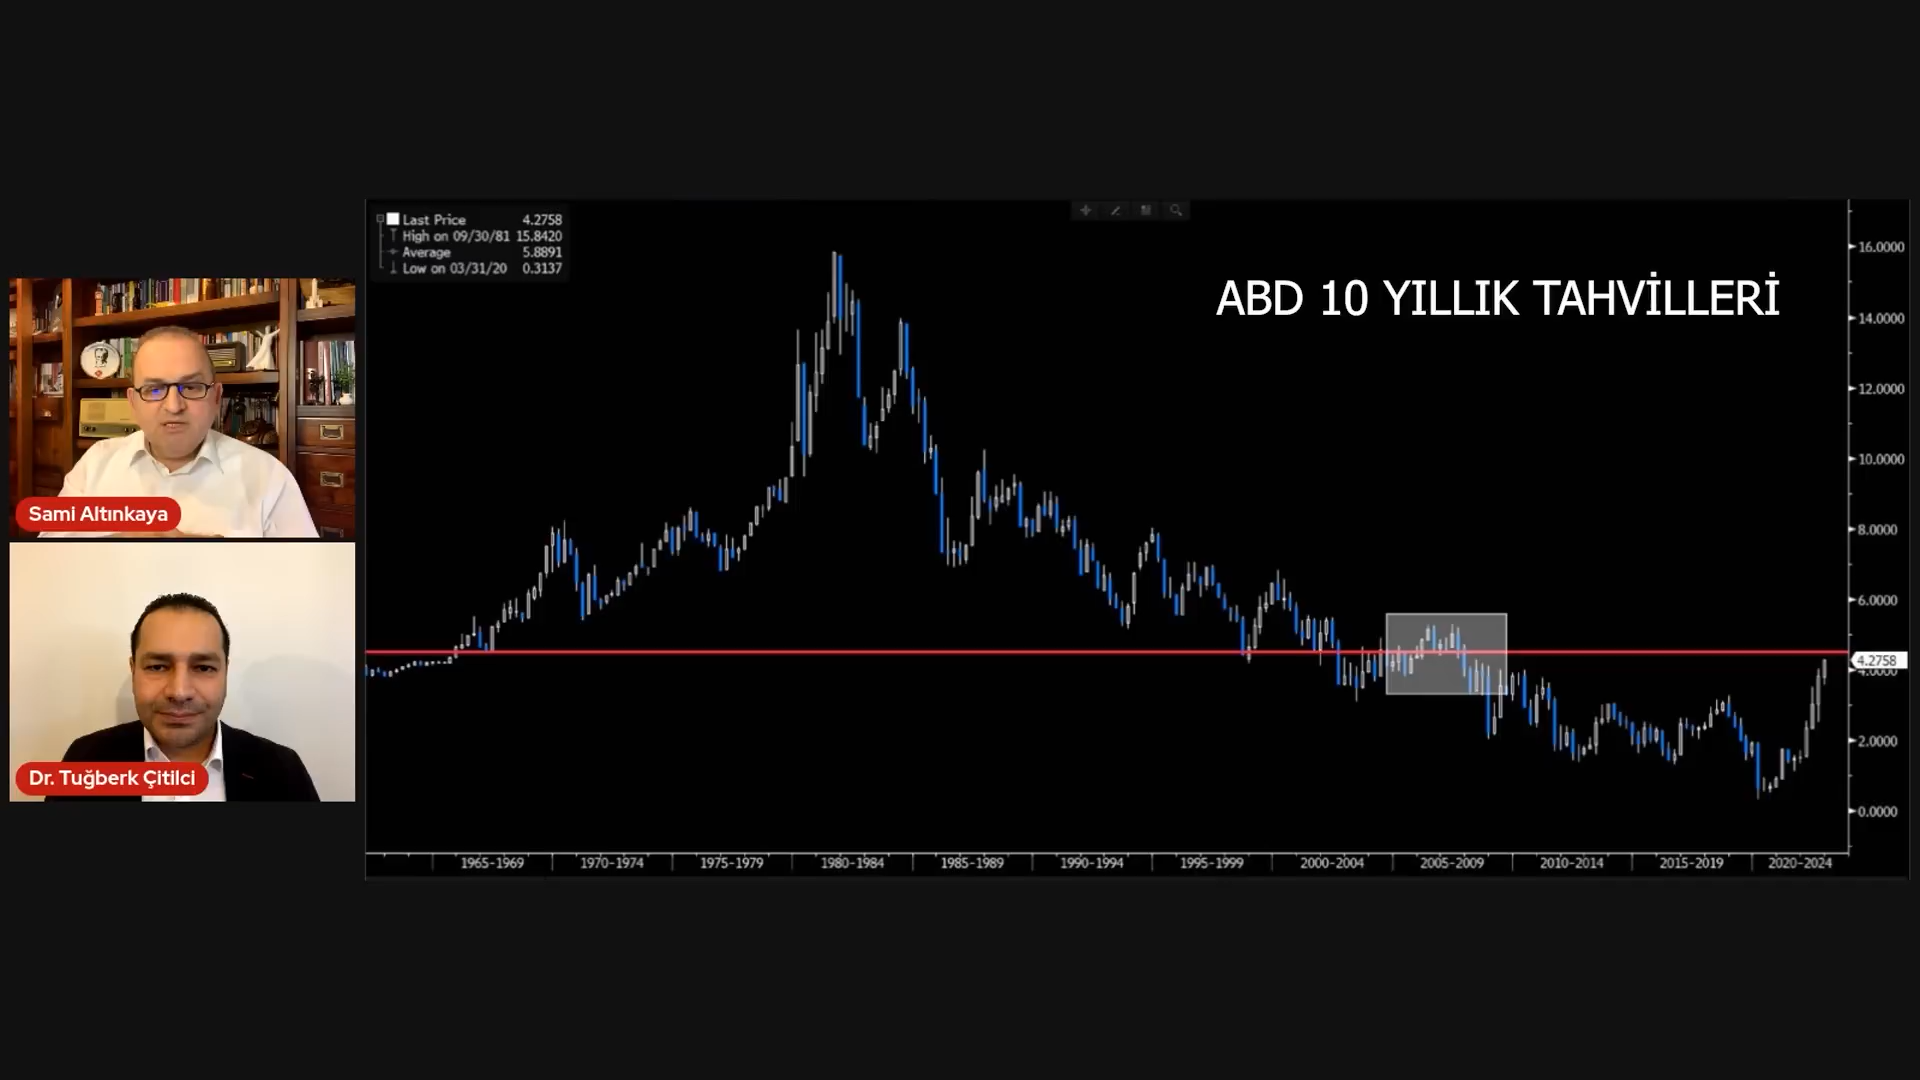 Last Price 4.2758
High on 09/30/81 15.8420
Average 5.8891
Low on 03/31/20 0.3137
ABD 10 YILLIK TAHVİLLERİ
16.0000
14.0000
12.0000
10.0000
8.0000
6.0000
4.2758
4.0000
2.0000
0.0000
1965-1969 1970-1974 1975-1979 1980-1984 1985-1989 1990-1994 1995-1999 2000-2004 2005-2009 2010-2014 2015-2019 2020-2024
Sami Altınkaya
Dr. Tuğberk Çitilci